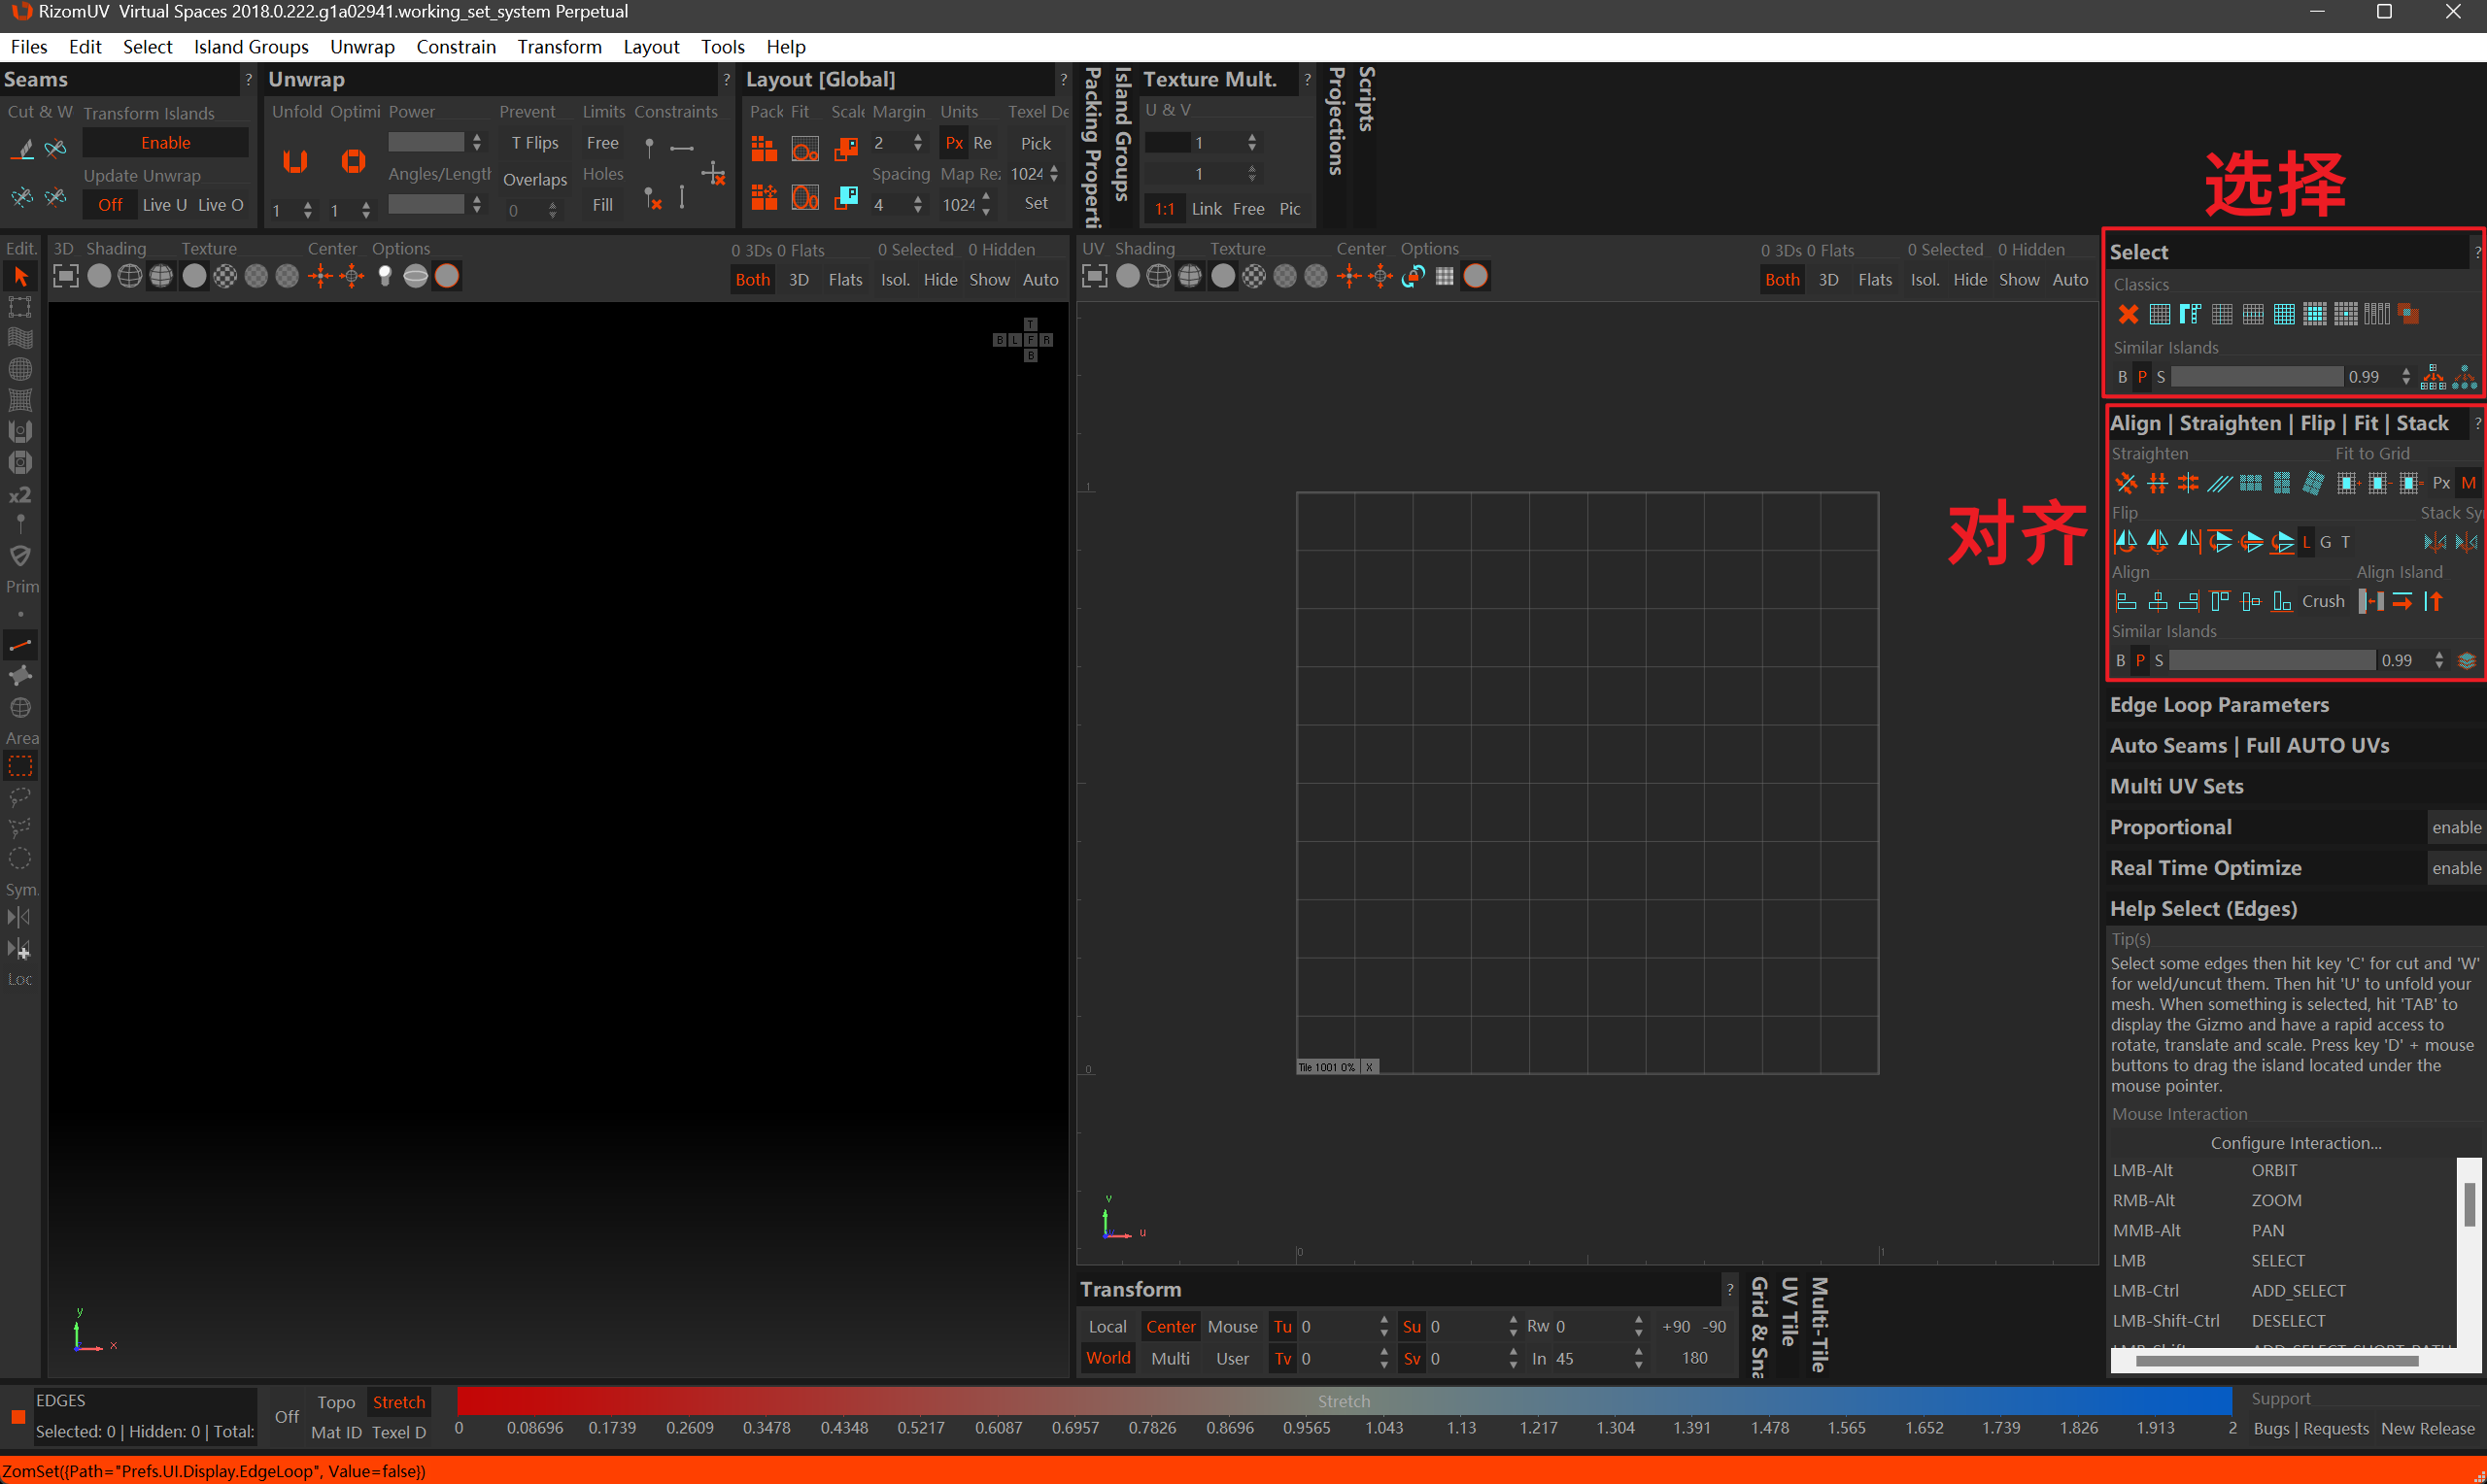 RizomUV Virtual Spaces 2018.0.222.g1a02941.working_set_system Perpetual
Files Edit Select Island Groups Unwrap Constrain Transform Layout Tools Help
Seams ?
Cut & W Transform Islands
Enable
Update Unwrap
Off Live U Live O
Unwrap ?
Unfold Optimi Power Prevent Limits Constraints
T Flips Free
Angles/Lengtl Overlaps Holes
1 1 0 Fill
Layout [Global] ?
Pack Fit Scale Margin Units Texel De
2 Px Re Pick
Spacing Map Rez 1024
4 1024 Set
Packing Properti
Island Groups
Texture Mult. ?
U & V
1
1
1:1 Link Free Pic
Projections
Scripts
选择
Edit.
3D Shading Texture Center Options 0 3Ds 0 Flats 0 Selected 0 Hidden
Both 3D Flats Isol. Hide Show Auto
T
B L F R
B
x2
Prim
Area
Sym.
Loc
y
x
UV Shading Texture Center Options 0 3Ds 0 Flats 0 Selected 0 Hidden
Both 3D Flats Isol. Hide Show Auto
1
0
Tile 1001 0% X
v
u
0 1
Select ?
Classics
Similar Islands
B P S 0.99
对齐
Align | Straighten | Flip | Fit | Stack ?
Straighten Fit to Grid
Px M
Flip Stack Sy
L G T
Align Align Island
Crush
Similar Islands
B P S 0.99
Edge Loop Parameters
Auto Seams | Full AUTO UVs
Multi UV Sets
Proportional enable
Real Time Optimize enable
Help Select (Edges)
Tip(s)
Select some edges then hit key 'C' for cut and 'W'
for weld/uncut them. Then hit 'U' to unfold your
mesh. When something is selected, hit 'TAB' to
display the Gizmo and have a rapid access to
rotate, translate and scale. Press key 'D' + mouse
buttons to drag the island located under the
mouse pointer.
Mouse Interaction
Configure Interaction...
LMB-Alt ORBIT
RMB-Alt ZOOM
MMB-Alt PAN
LMB SELECT
LMB-Ctrl ADD_SELECT
LMB-Shift-Ctrl DESELECT
Transform ?
Local Center Mouse Tu 0 Su 0 Rw 0 +90 -90
World Multi User Tv 0 Sv 0 In 45 180
Grid & Sna
UV Tile
Multi-Tile
EDGES
Selected: 0 | Hidden: 0 | Total:
Off Topo Stretch
Mat ID Texel D
Stretch
0 0.08696 0.1739 0.2609 0.3478 0.4348 0.5217 0.6087 0.6957 0.7826 0.8696 0.9565 1.043 1.13 1.217 1.304 1.391 1.478 1.565 1.652 1.739 1.826 1.913 2
Support
Bugs | Requests New Release
ZomSet({Path="Prefs.UI.Display.EdgeLoop", Value=false})